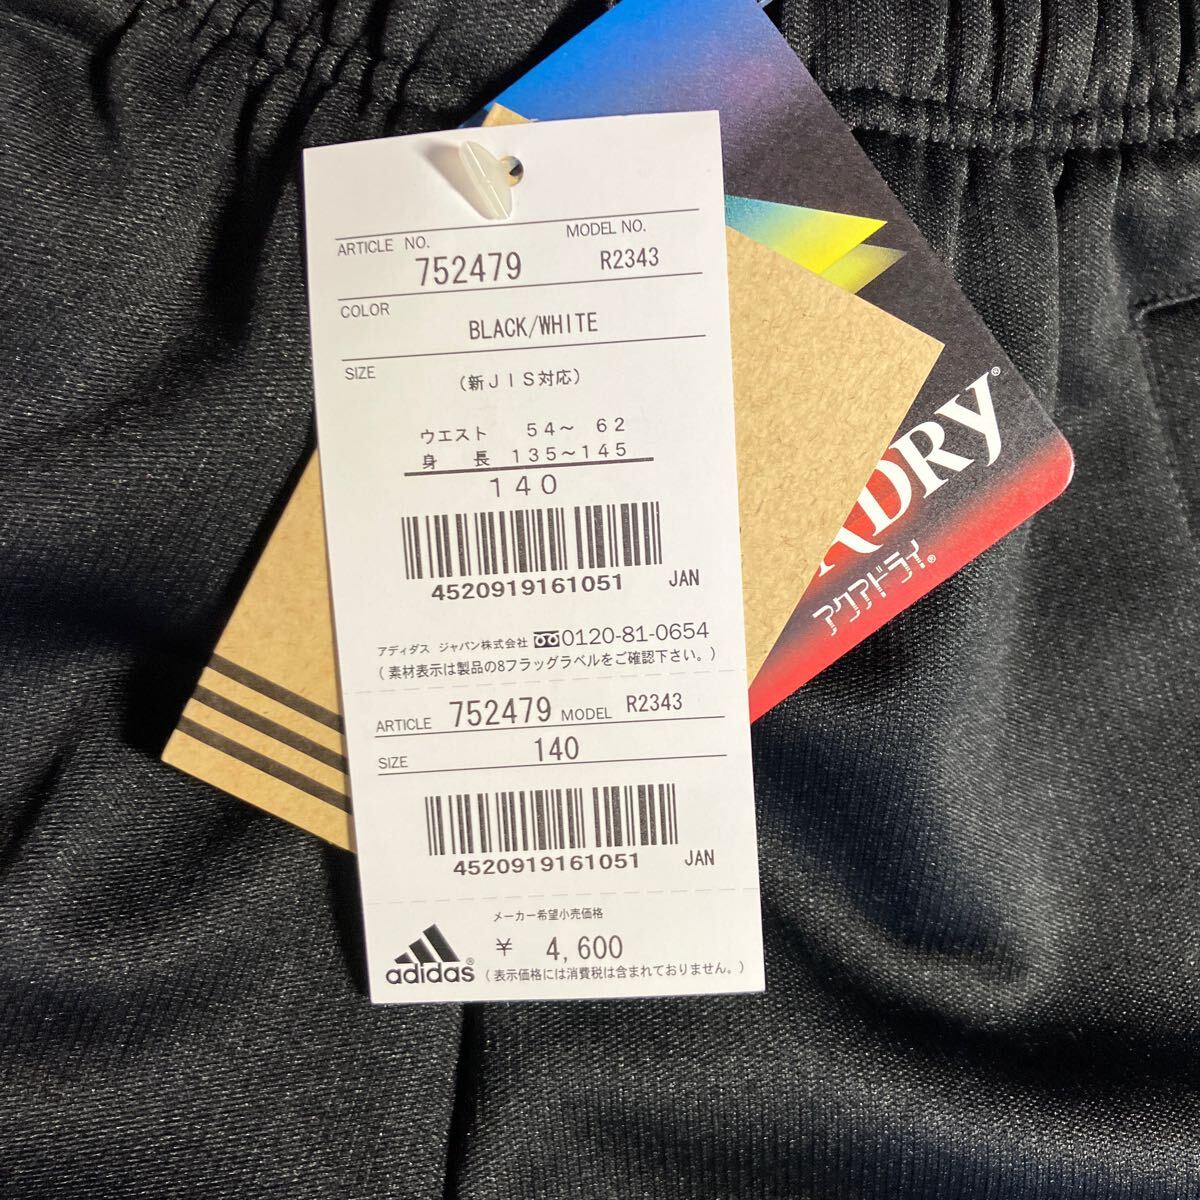 ARTICLE NO. MODEL NO.
752479 R2343
COLOR
BLACK/WHITE
SIZE
(新JIS対応)
ウエスト 54〜 62
身 長 135〜145
140
4520919161051 JAN
アディダス ジャパン株式会社 0120-81-0654
(素材表示は製品の8フラッグラベルをご確認下さい。)
ARTICLE 752479 MODEL R2343
SIZE 140
4520919161051 JAN
メーカー希望小売価格
¥ 4,600
adidas®
(表示価格には消費税は含まれておりません。)
ADRY®
アクアドライ®